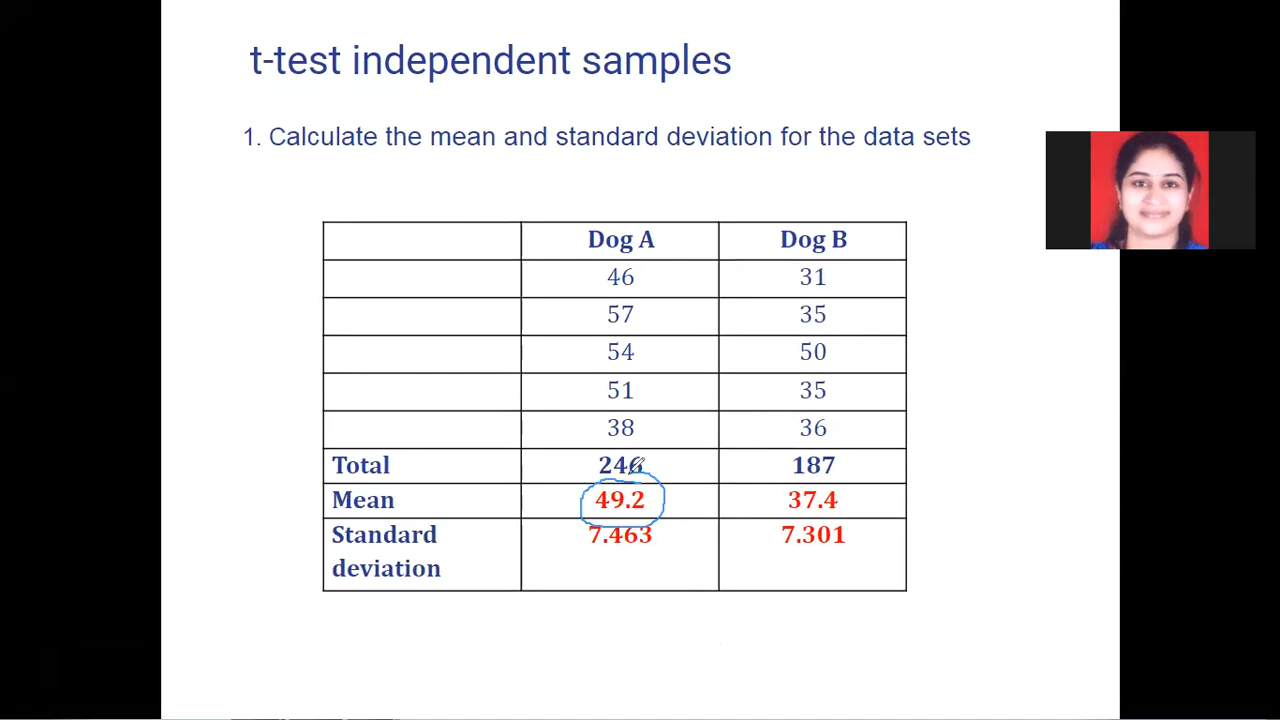 t-test independent samples
1. Calculate the mean and standard deviation for the data sets
Dog A Dog B
46 31
57 35
54 50
51 35
38 36
Total 246 187
Mean 49.2 37.4
Standard deviation 7.463 7.301